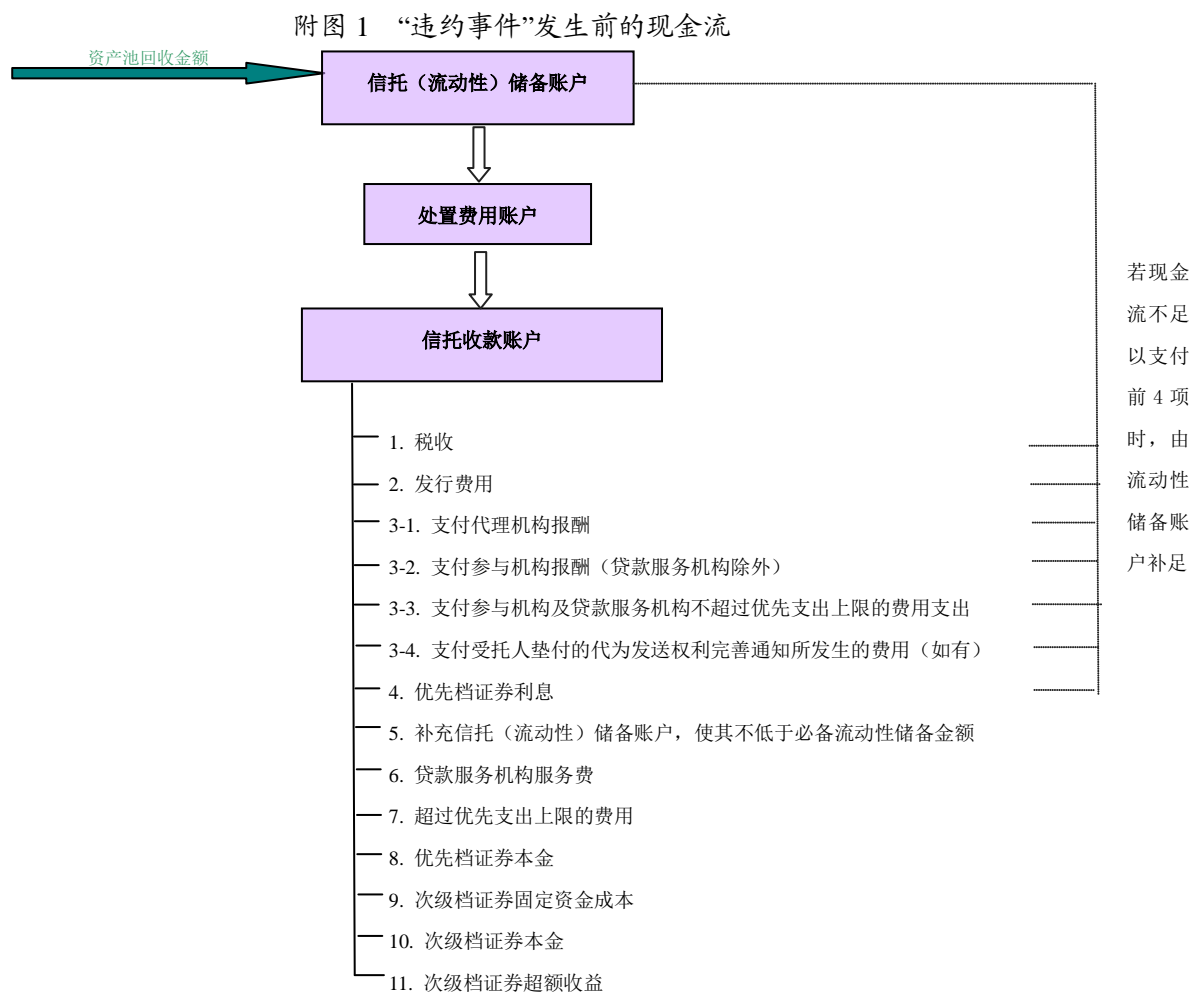 附图 1 “违约事件”发生前的现金流
资产池回收金额
信托（流动性）储备账户
处置费用账户
信托收款账户
若现金
流不足
以支付
前 4 项
时，由
流动性
储备账
户补足
1. 税收
2. 发行费用
3-1. 支付代理机构报酬
3-2. 支付参与机构报酬（贷款服务机构除外）
3-3. 支付参与机构及贷款服务机构不超过优先支出上限的费用支出
3-4. 支付受托人垫付的代为发送权利完善通知所发生的费用（如有）
4. 优先档证券利息
5. 补充信托（流动性）储备账户，使其不低于必备流动性储备金额
6. 贷款服务机构服务费
7. 超过优先支出上限的费用
8. 优先档证券本金
9. 次级档证券固定资金成本
10. 次级档证券本金
11. 次级档证券超额收益